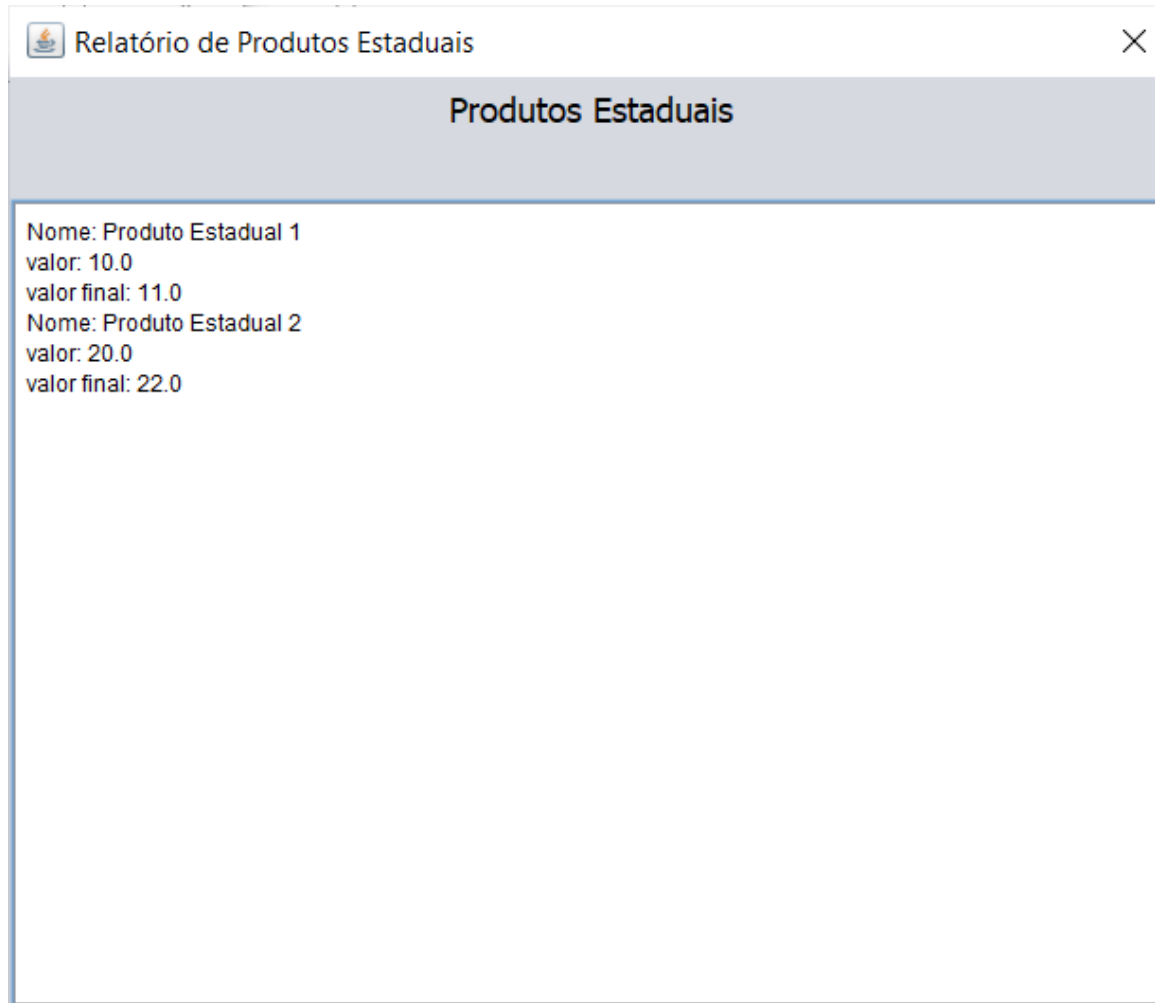 Relatório de Produtos Estaduais
Produtos Estaduais
Nome: Produto Estadual 1
valor: 10.0
valor final: 11.0
Nome: Produto Estadual 2
valor: 20.0
valor final: 22.0